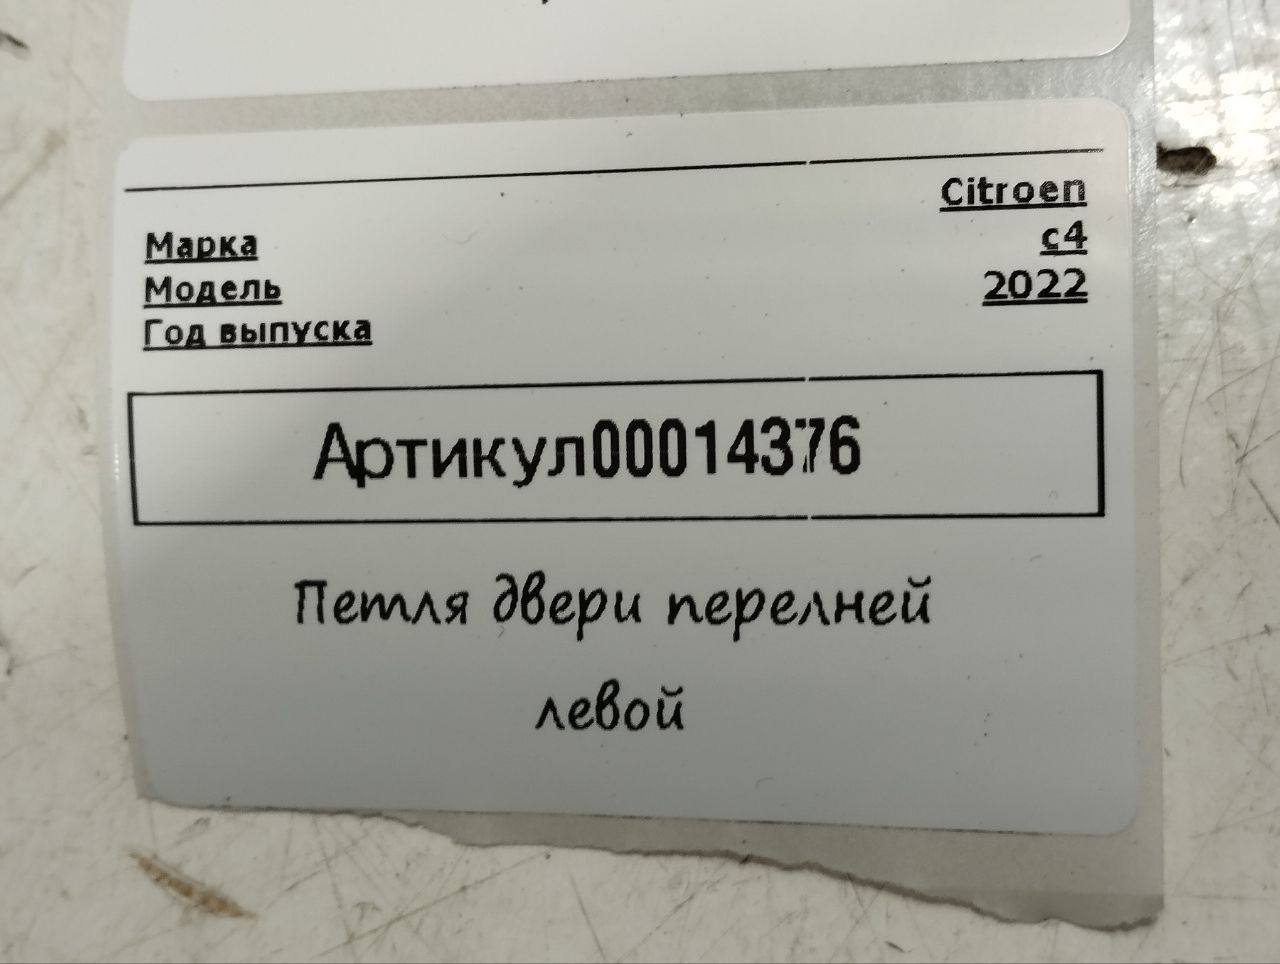 Citroen
Марка
c4
Модель
2022
Год выпуска
Артикул00014376
Петля двери перелней
левой